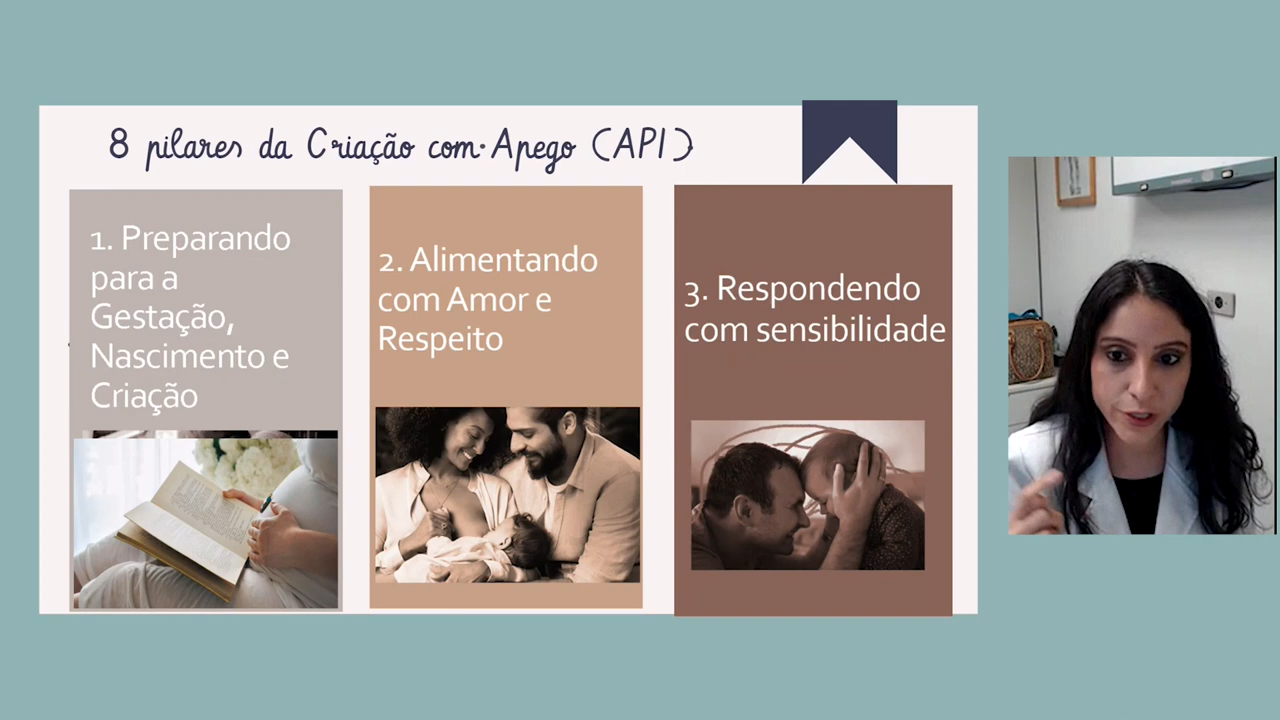 8 pilares da Criação com Apego (API)
1. Preparando
para a
Gestação,
Nascimento e
Criação
2. Alimentando
com Amor e
Respeito
3. Respondendo
com sensibilidade